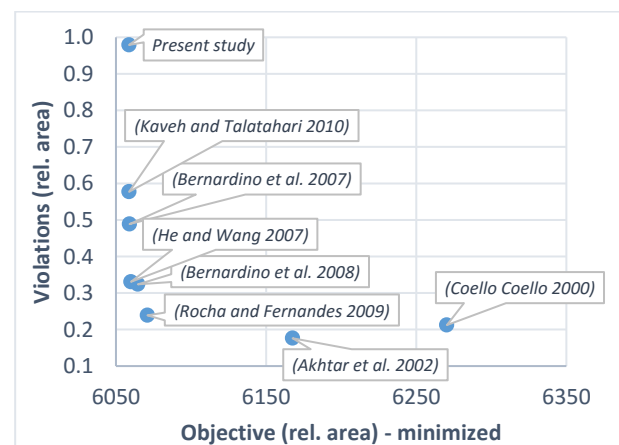 1.0
0.9
0.8
0.7
0.6
0.5
0.4
0.3
0.2
0.1
Violations (rel. area)
Present study
(Kaveh and Talatahari 2010)
(Bernardino et al. 2007)
(He and Wang 2007)
(Bernardino et al. 2008)
(Coello Coello 2000)
(Rocha and Fernandes 2009)
(Akhtar et al. 2002)
6050 6150 6250 6350
Objective (rel. area) - minimized